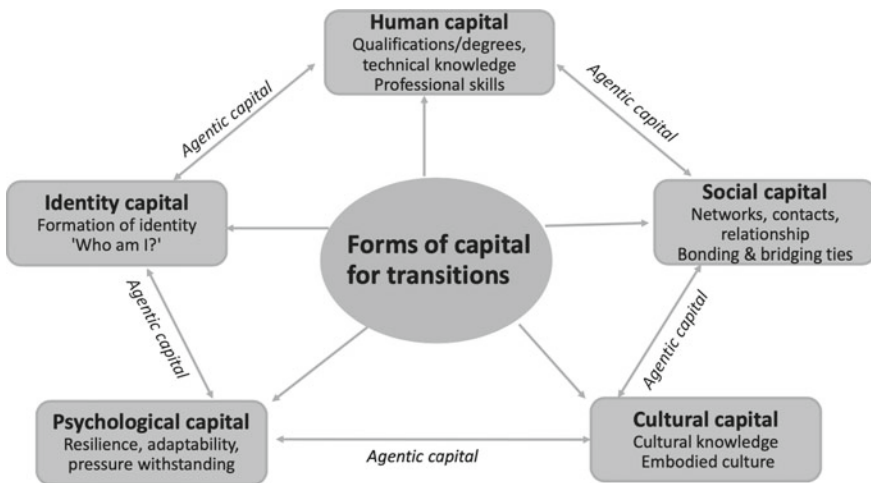 Human capital
Qualifications/degrees,
technical knowledge
Professional skills
Agentic capital
Agentic capital
Identity capital
Formation of identity
'Who am I?'
Social capital
Networks, contacts,
relationship
Bonding & bridging ties
Forms of capital
for transitions
Agentic capital
Agentic capital
Psychological capital
Resilience, adaptability,
pressure withstanding
Agentic capital
Cultural capital
Cultural knowledge
Embodied culture